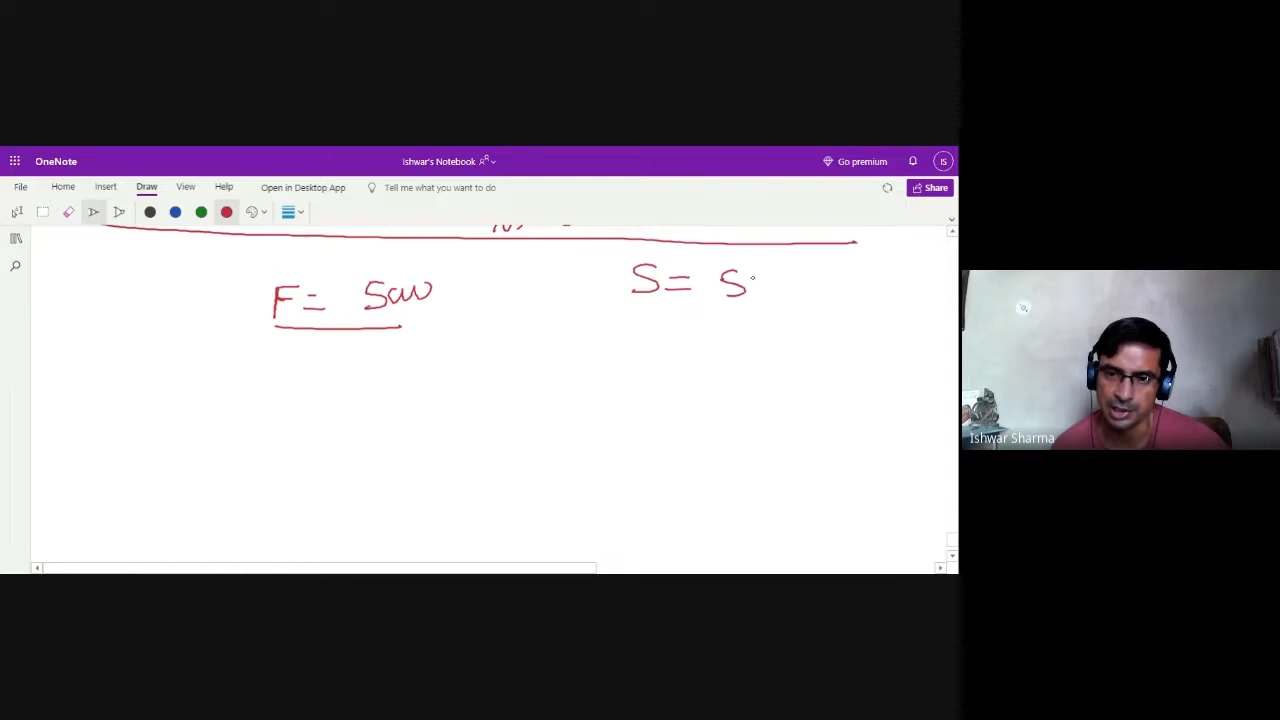 OneNote
Ishwar's Notebook
Go premium
IS
File Home Insert Draw View Help Open in Desktop App Tell me what you want to do
Share
F = 5000
S = S
Ishwar Sharma